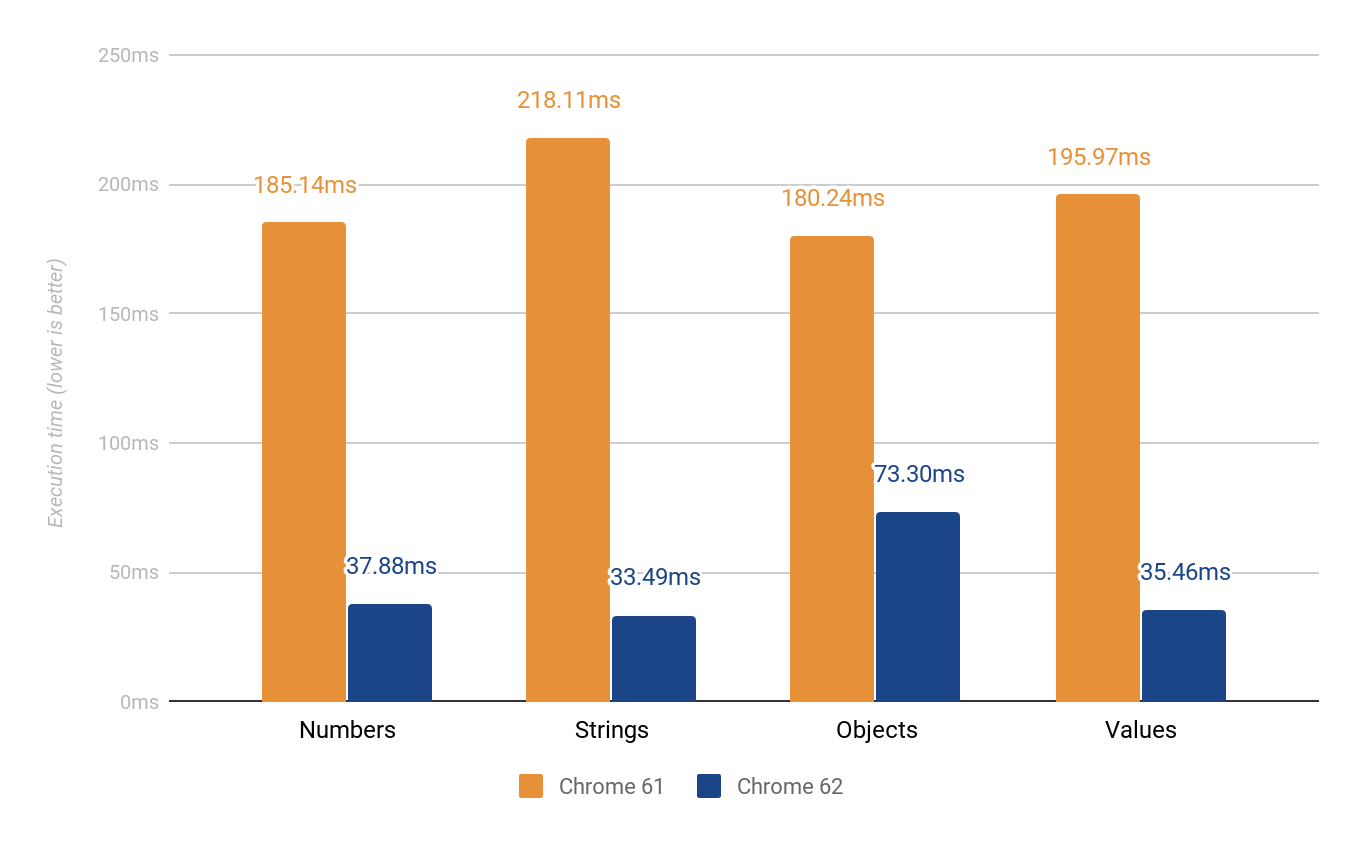 250ms
218.11ms
195.97ms
200ms
185.14ms
180.24ms
150ms
Execution time (lower is better)
100ms
73.30ms
50ms
37.88ms
33.49ms
35.46ms
0ms
Numbers Strings Objects Values
Chrome 61 Chrome 62